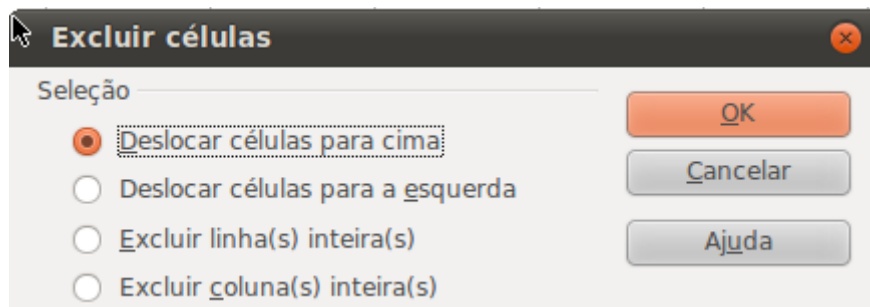 Excluir células
Seleção
Deslocar células para cima
Deslocar células para a esquerda
Excluir linha(s) inteira(s)
Excluir coluna(s) inteira(s)
OK
Cancelar
Ajuda